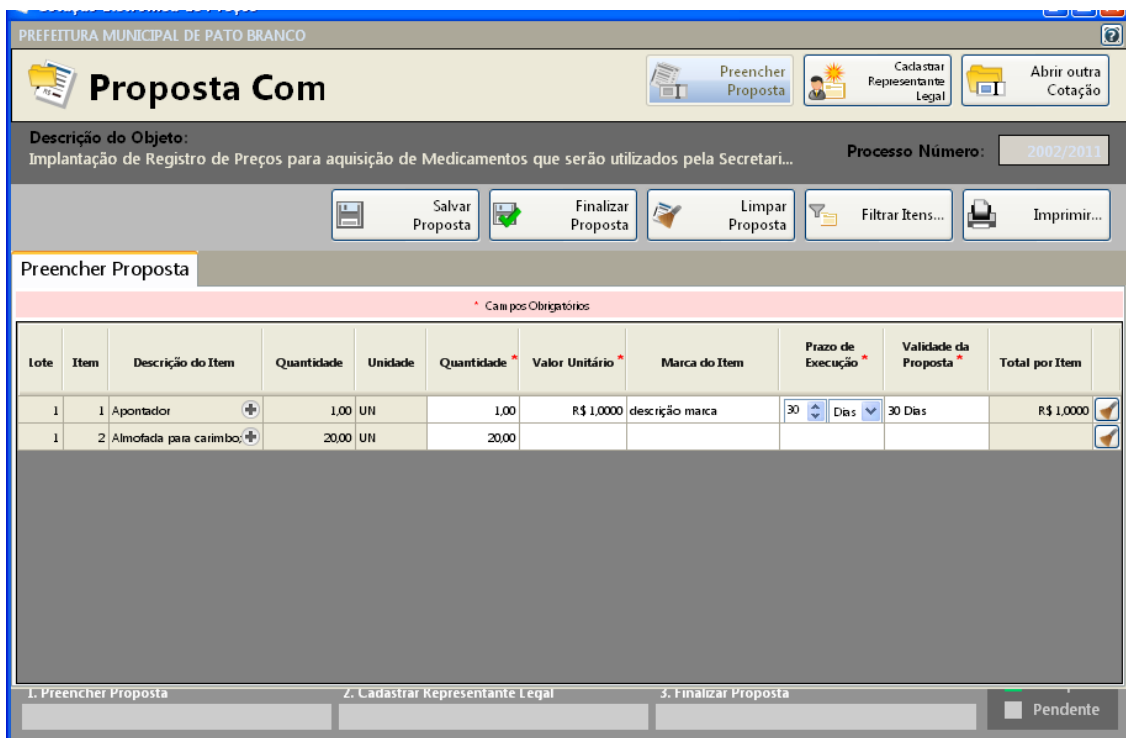 PREFEITURA MUNICIPAL DE PATO BRANCO
Proposta Com
Preencher Proposta
Cadastrar Representante Legal
Abrir outra Cotação
Descrição do Objeto:
Implantação de Registro de Preços para aquisição de Medicamentos que serão utilizados pela Secretari...
Processo Número: 2002/2011
Salvar Proposta
Finalizar Proposta
Limpar Proposta
Filtrar Itens...
Imprimir...
Preencher Proposta
* Campos Obrigatórios
Lote Item Descrição do Item Quantidade Unidade Quantidade * Valor Unitário * Marca do Item Prazo de Execução * Validade da Proposta * Total por Item
1 1 Apontador 1,00 UN 1,00 R$ 1,0000 descrição marca 30 Dias 30 Dias R$ 1,0000
1 2 Almofada para carimbo; 20,00 UN 20,00
1. Preencher Proposta 2. Cadastrar Representante Legal 3. Finalizar Proposta
Pendente